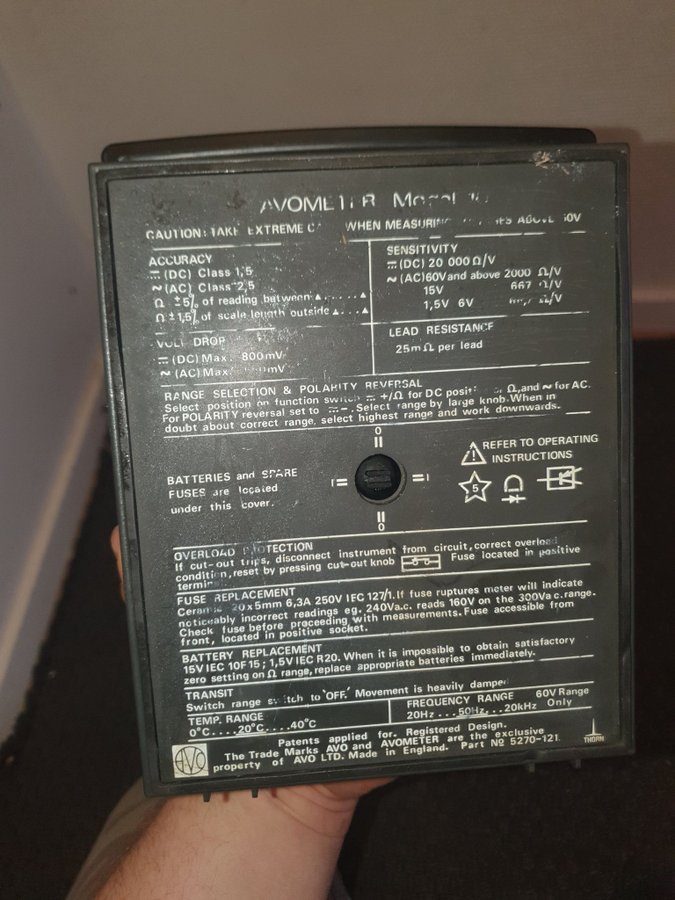 AVOMETER Model
CAUTION: TAKE EXTREME WHEN MEASURING ABOVE 50V
ACCURACY
⎓ (DC) Class 1,5
~ (AC) Class 2,5
Ω ±5% of reading between ▲.....▲
Ω ±1,5% of scale length outside ▲....▲
VOLT DROP
⎓ (DC) Max. 800mV
~ (AC) Max.
SENSITIVITY
⎓ (DC) 20 000 Ω/V
~ (AC) 60V and above 2000 Ω/V
15V 667 Ω/V
1,5V 6V Ω/V
LEAD RESISTANCE
25mΩ per lead
RANGE SELECTION & POLARITY REVERSAL
Select position on function switch ⎓ +/Ω for DC Ω, and ~ for AC.
For POLARITY reversal set to ⎓ –. Select range by large knob. When in
doubt about correct range, select highest range and work downwards.
BATTERIES and SPARE
FUSES are located
under this cover.
0
I
I
0
REFER TO OPERATING
INSTRUCTIONS
5
OVERLOAD PROTECTION
If cut-out trips, disconnect instrument from circuit, correct overload
condition, reset by pressing cut-out knob Fuse located in positive
FUSE REPLACEMENT
Ceramic 20x5mm 6,3A 250V IEC 127/1. If fuse ruptures meter will indicate
noticeably incorrect readings eg. 240Va.c. reads 160V on the 300Va.c. range.
Check fuse before proceeding with measurements. Fuse accessible from
front, located in positive socket.
BATTERY REPLACEMENT
15V IEC 10F15; 1,5V IEC R20. When it is impossible to obtain satisfactory
zero setting on Ω range, replace appropriate batteries immediately.
TRANSIT
Switch range switch to 'OFF.' Movement is heavily damped
TEMP. RANGE
0°C....20°C....40°C
FREQUENCY RANGE 60V Range
20Hz...50Hz...20kHz Only
Patents applied for. Registered Design.
The Trade Marks AVO and AVOMETER are the exclusive
property of AVO LTD. Made in England. Part Nº 5270-121.
AVO
THORN